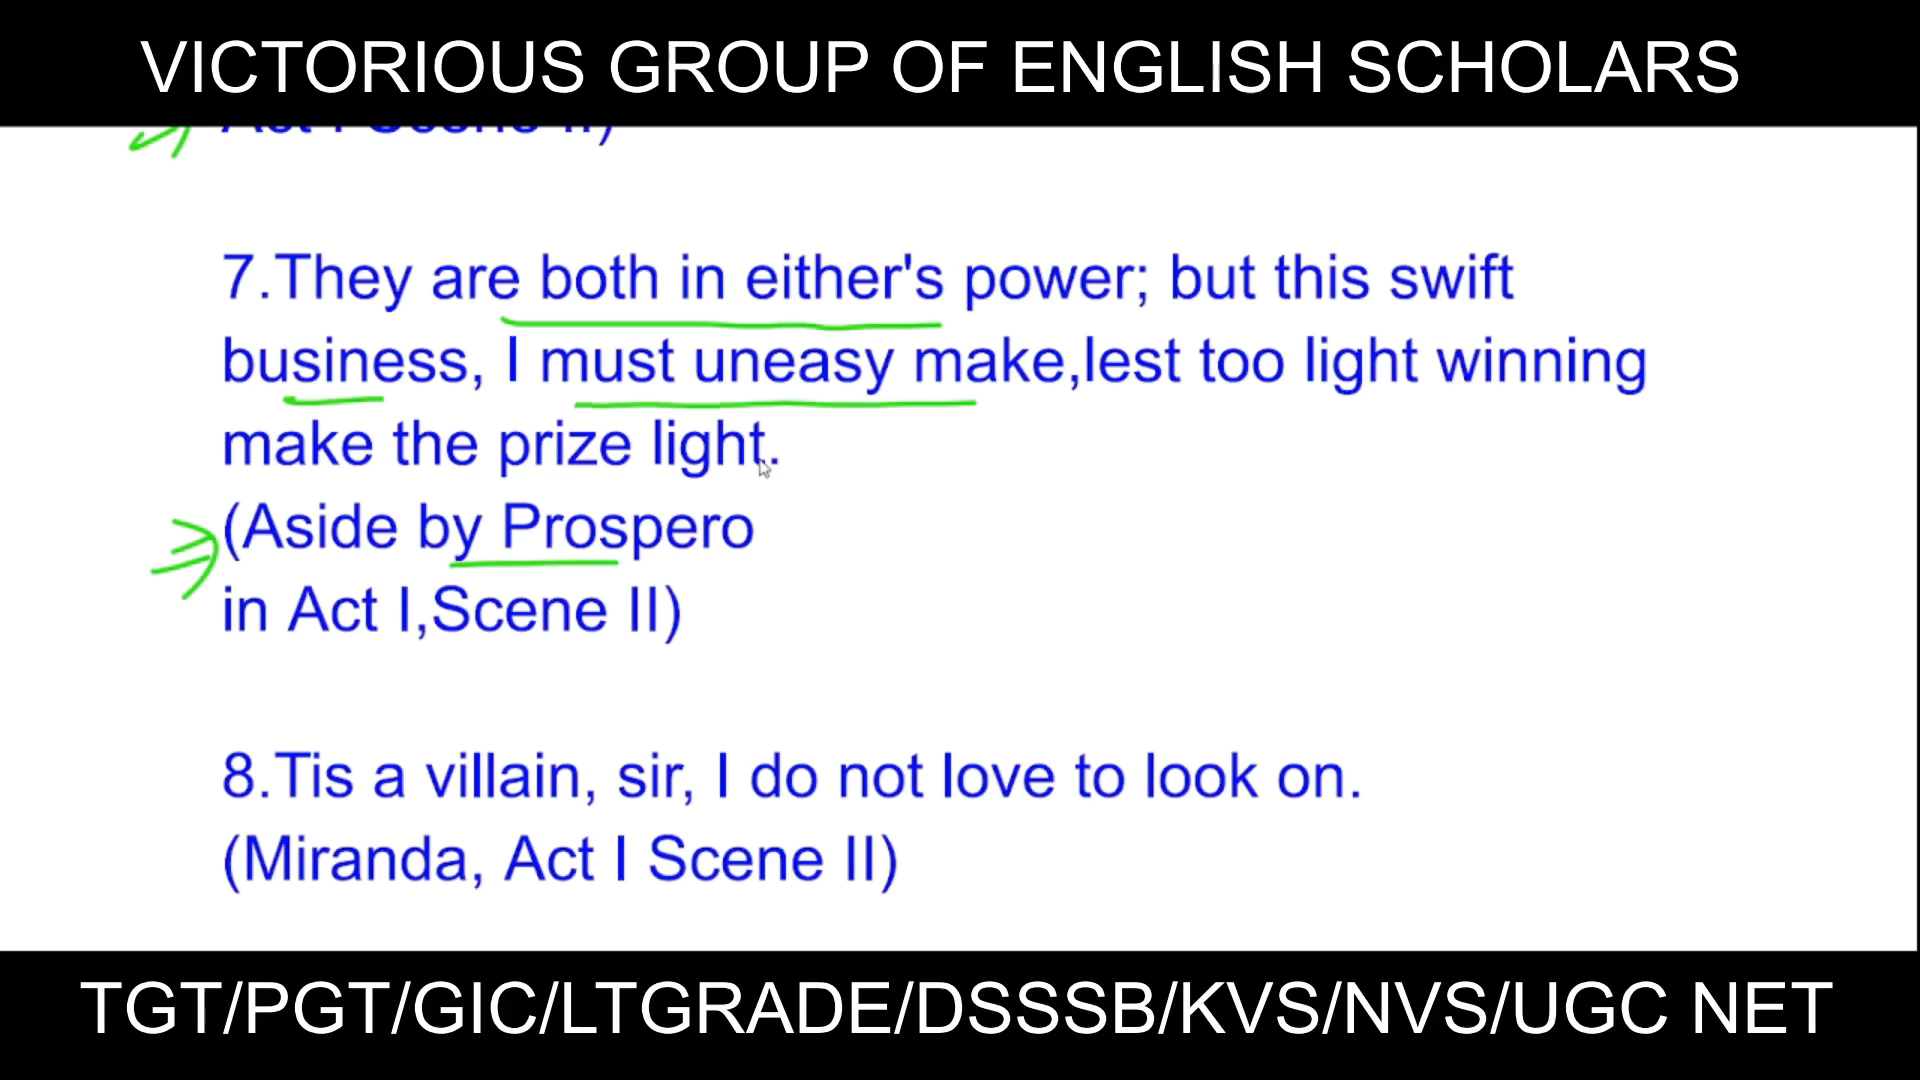 VICTORIOUS GROUP OF ENGLISH SCHOLARS
Act I Scene II)
7.They are both in either's power; but this swift
business, I must uneasy make,lest too light winning
make the prize light.
(Aside by Prospero
in Act I,Scene II)
8.Tis a villain, sir, I do not love to look on.
(Miranda, Act I Scene II)
TGT/PGT/GIC/LTGRADE/DSSSB/KVS/NVS/UGC NET